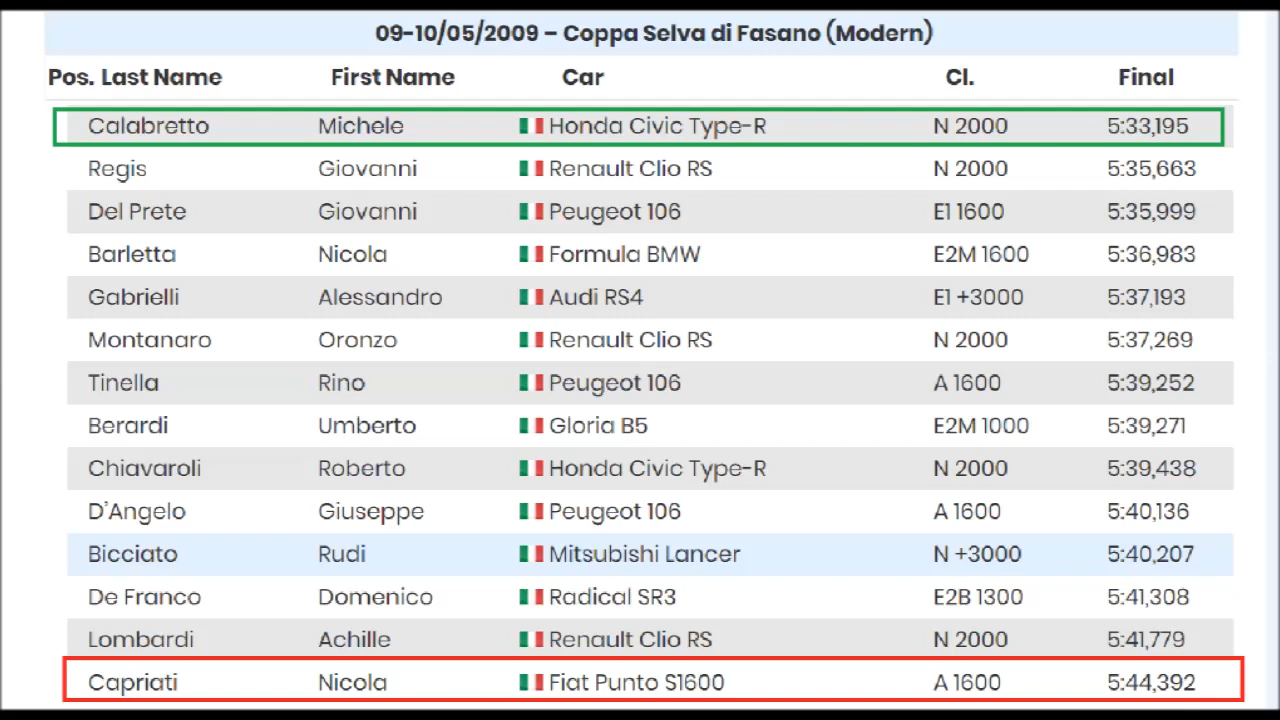 09-10/05/2009 – Coppa Selva di Fasano (Modern)
Pos. Last Name First Name Car Cl. Final
Calabretto Michele Honda Civic Type-R N 2000 5:33,195
Regis Giovanni Renault Clio RS N 2000 5:35,663
Del Prete Giovanni Peugeot 106 E1 1600 5:35,999
Barletta Nicola Formula BMW E2M 1600 5:36,983
Gabrielli Alessandro Audi RS4 E1 +3000 5:37,193
Montanaro Oronzo Renault Clio RS N 2000 5:37,269
Tinella Rino Peugeot 106 A 1600 5:39,252
Berardi Umberto Gloria B5 E2M 1000 5:39,271
Chiavaroli Roberto Honda Civic Type-R N 2000 5:39,438
D’Angelo Giuseppe Peugeot 106 A 1600 5:40,136
Bicciato Rudi Mitsubishi Lancer N +3000 5:40,207
De Franco Domenico Radical SR3 E2B 1300 5:41,308
Lombardi Achille Renault Clio RS N 2000 5:41,779
Capriati Nicola Fiat Punto S1600 A 1600 5:44,392